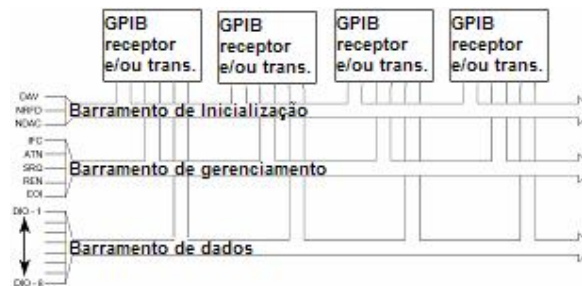 GPIB
receptor
e/ou trans.
GPIB
receptor
e/ou trans.
GPIB
receptor
e/ou trans.
GPIB
receptor
e/ou trans.
DAV
NRFD
NDAC
Barramento de Inicialização
IFC
ATN
SRQ
REN
EOI
Barramento de gerenciamento
DIO - 1
Barramento de dados
DIO - 8